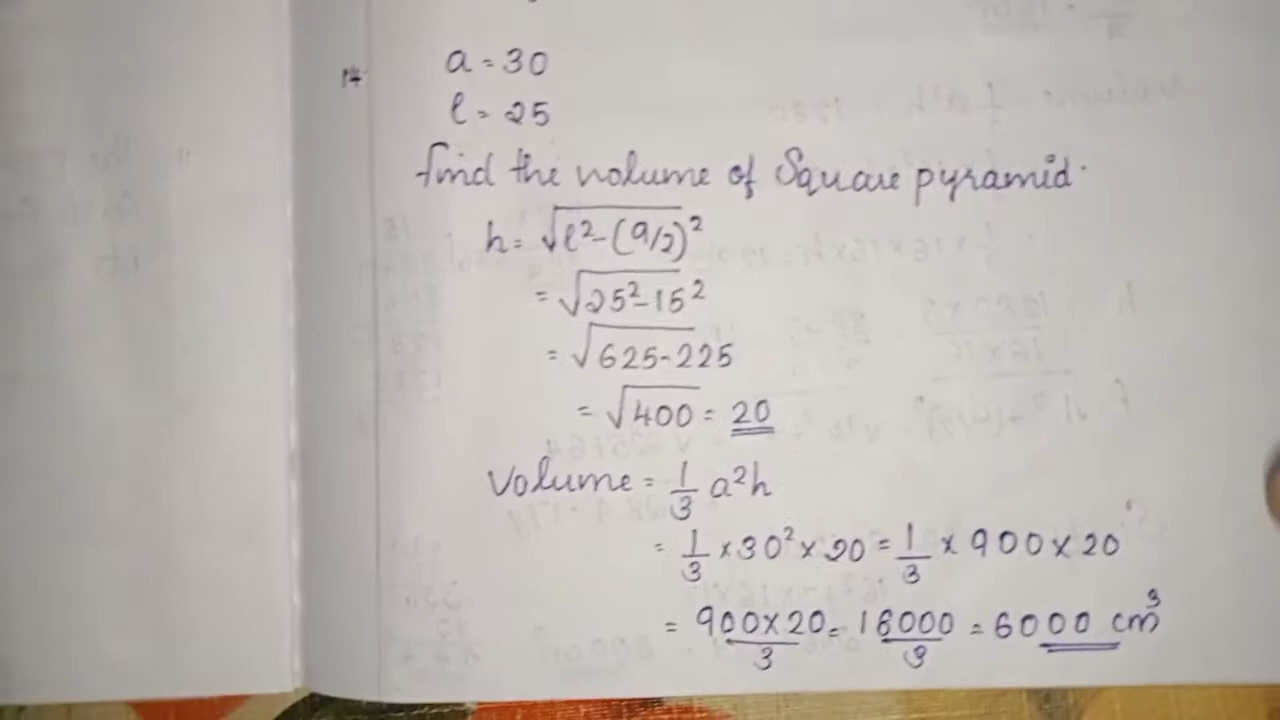 14.
a = 30
l = 25
find the volume of Square pyramid.
h = √l²-(a/2)²
= √25²-15²
= √625-225
= √400 = 20
Volume = 1/3 a²h
= 1/3 × 30² × 20 = 1/3 × 900 × 20
= 900×20/3 = 18000/3 = 6000 cm³